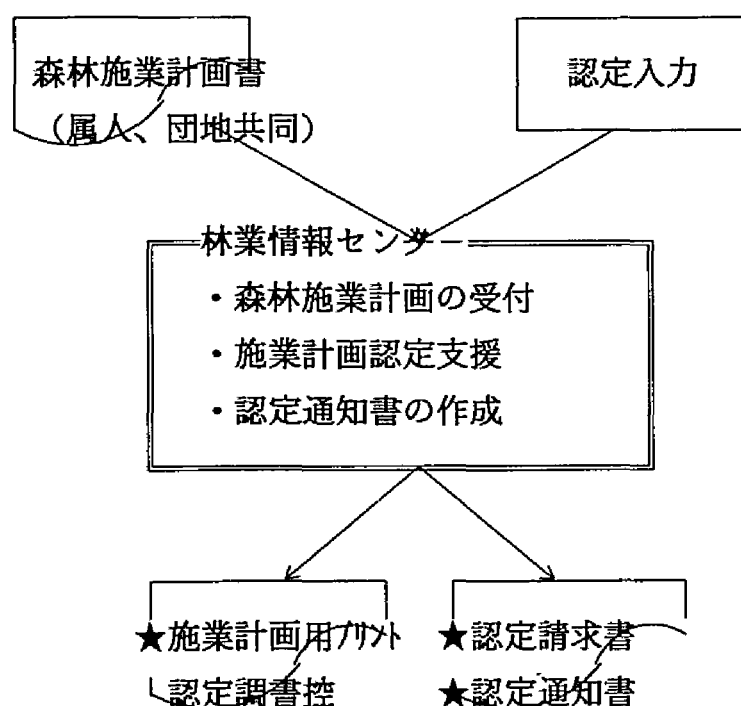 森林施業計画書
（属人、団地共同）
認定入力
林業情報センター
・森林施業計画の受付
・施業計画認定支援
・認定通知書の作成
★施業計画用プリント
認定調書控
★認定請求書
★認定通知書